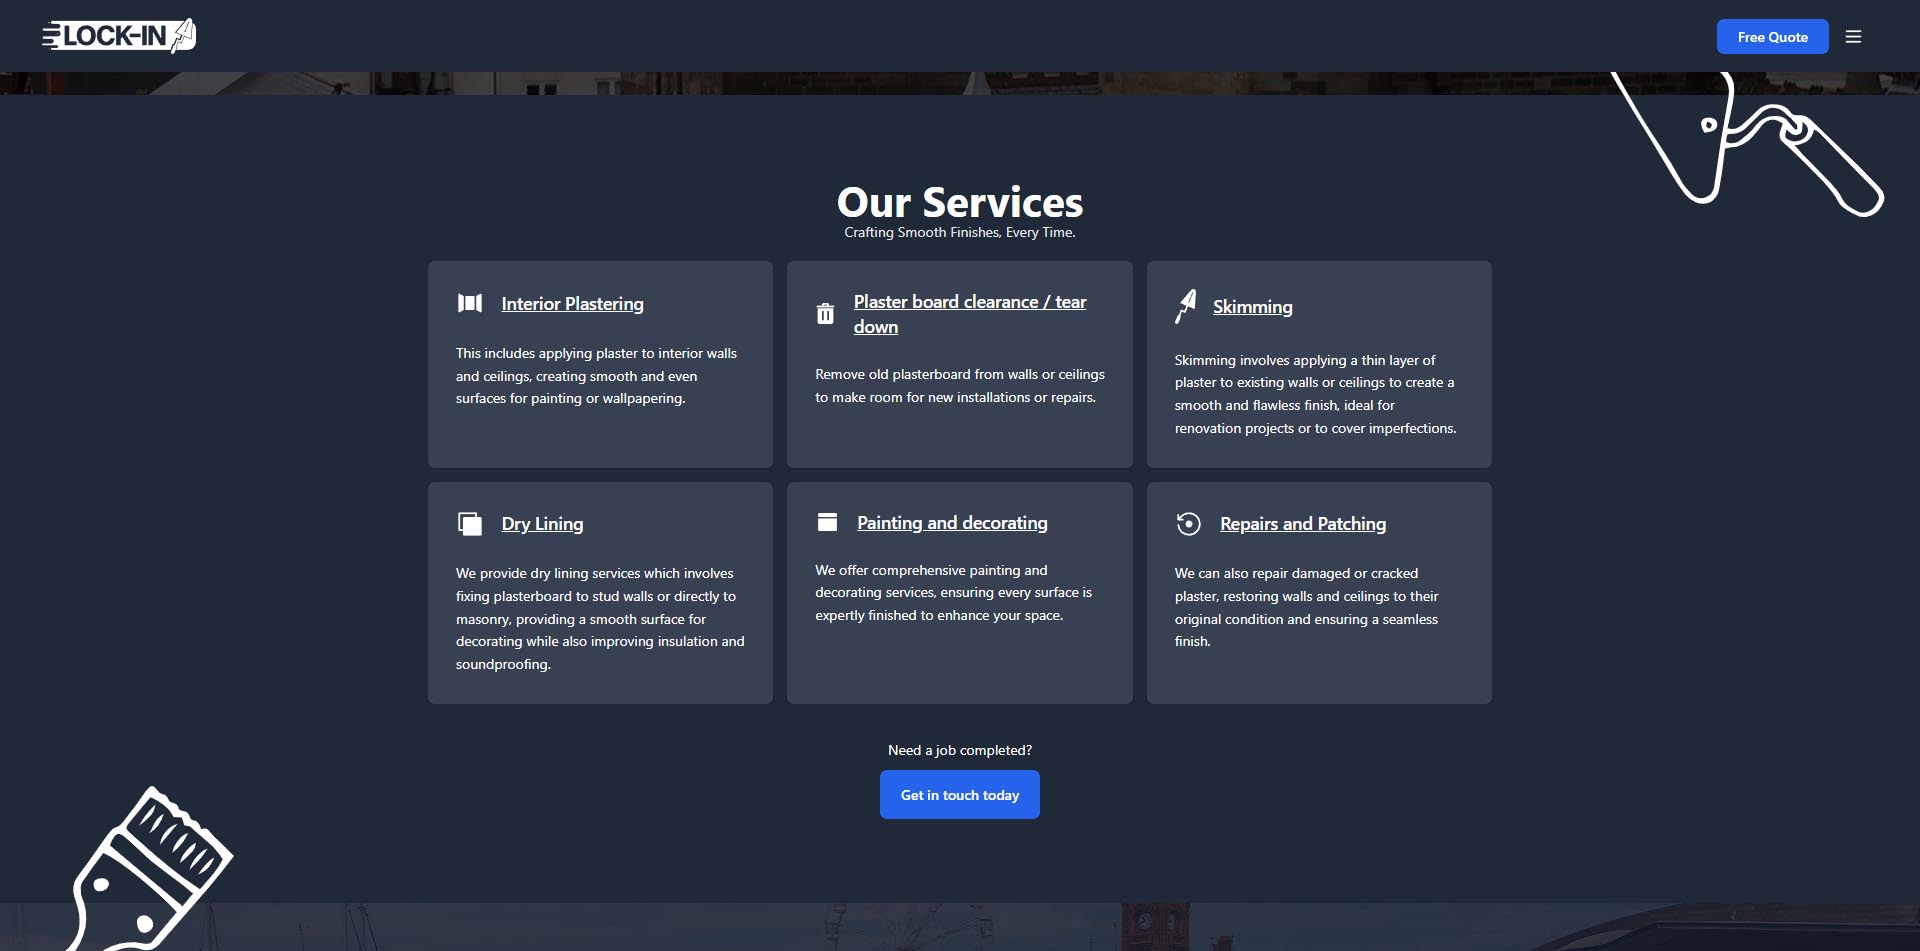 LOCK-IN
Free Quote
Our Services
Crafting Smooth Finishes, Every Time.
Interior Plastering
This includes applying plaster to interior walls
and ceilings, creating smooth and even
surfaces for painting or wallpapering.
Plaster board clearance / tear
down
Remove old plasterboard from walls or ceilings
to make room for new installations or repairs.
Skimming
Skimming involves applying a thin layer of
plaster to existing walls or ceilings to create a
smooth and flawless finish, ideal for
renovation projects or to cover imperfections.
Dry Lining
We provide dry lining services which involves
fixing plasterboard to stud walls or directly to
masonry, providing a smooth surface for
decorating while also improving insulation and
soundproofing.
Painting and decorating
We offer comprehensive painting and
decorating services, ensuring every surface is
expertly finished to enhance your space.
Repairs and Patching
We can also repair damaged or cracked
plaster, restoring walls and ceilings to their
original condition and ensuring a seamless
finish.
Need a job completed?
Get in touch today